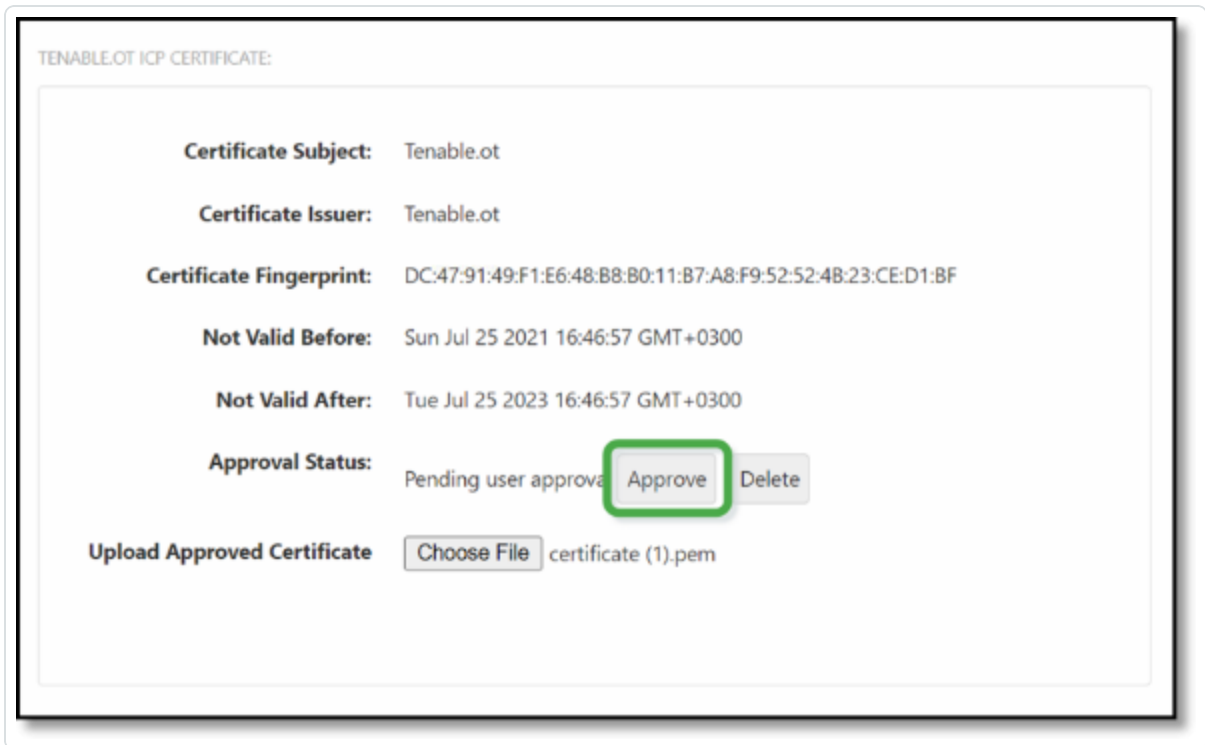 TENABLE.OT ICP CERTIFICATE:
Certificate Subject: Tenable.ot
Certificate Issuer: Tenable.ot
Certificate Fingerprint: DC:47:91:49:F1:E6:48:B8:B0:11:B7:A8:F9:52:52:4B:23:CE:D1:BF
Not Valid Before: Sun Jul 25 2021 16:46:57 GMT+0300
Not Valid After: Tue Jul 25 2023 16:46:57 GMT+0300
Approval Status: Pending user approva Approve Delete
Upload Approved Certificate Choose File certificate (1).pem